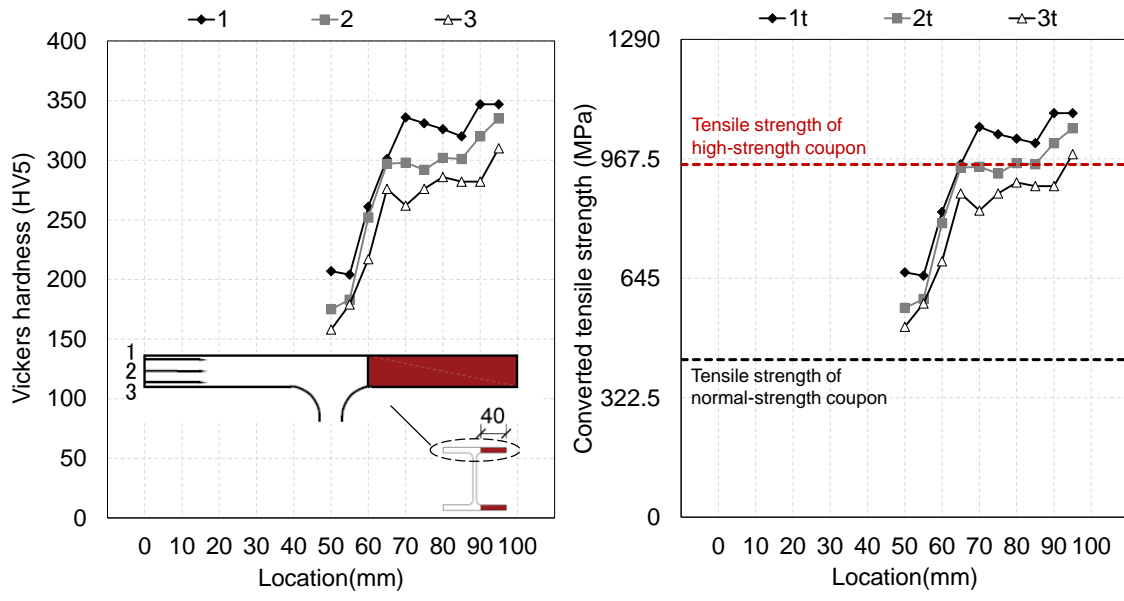 1 2 3
400
350
300
250
200
150
100
50
0
Vickers hardness (HV5)
1
2
3
40
0 10 20 30 40 50 60 70 80 90 100
Location(mm)
1t 2t 3t
1290
967.5
645
322.5
0
Converted tensile strength (MPa)
Tensile strength of
high-strength coupon
Tensile strength of
normal-strength coupon
0 10 20 30 40 50 60 70 80 90 100
Location(mm)